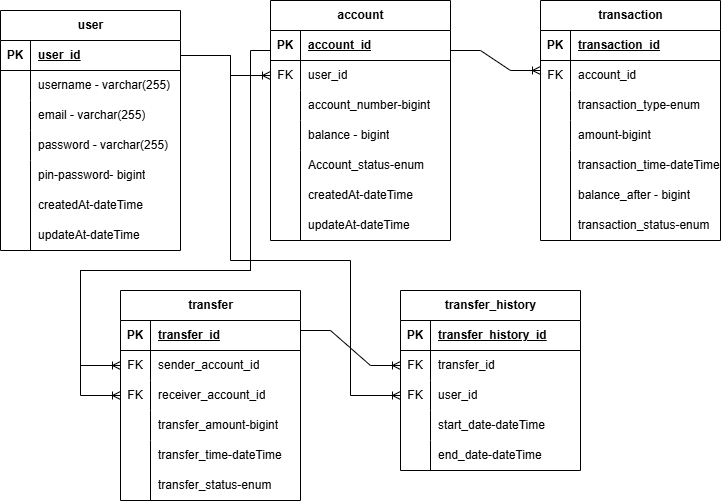 user
PK user_id
username - varchar(255)
email - varchar(255)
password - varchar(255)
pin-password- bigint
createdAt-dateTime
updateAt-dateTime
account
PK account_id
FK user_id
account_number-bigint
balance - bigint
Account_status-enum
createdAt-dateTime
updateAt-dateTime
transaction
PK transaction_id
FK account_id
transaction_type-enum
amount-bigint
transaction_time-dateTime
balance_after - bigint
transaction_status-enum
transfer
PK transfer_id
FK sender_account_id
FK receiver_account_id
transfer_amount-bigint
transfer_time-dateTime
transfer_status-enum
transfer_history
PK transfer_history_id
FK transfer_id
FK user_id
start_date-dateTime
end_date-dateTime